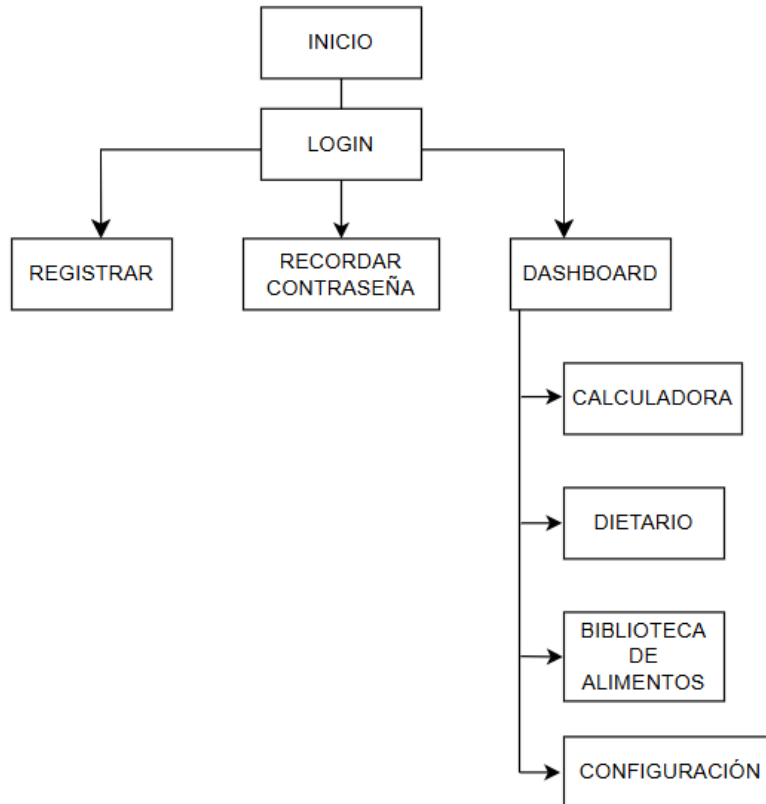 INICIO
LOGIN
REGISTRAR
RECORDAR
CONTRASEÑA
DASHBOARD
CALCULADORA
DIETARIO
BIBLIOTECA
DE
ALIMENTOS
CONFIGURACIÓN